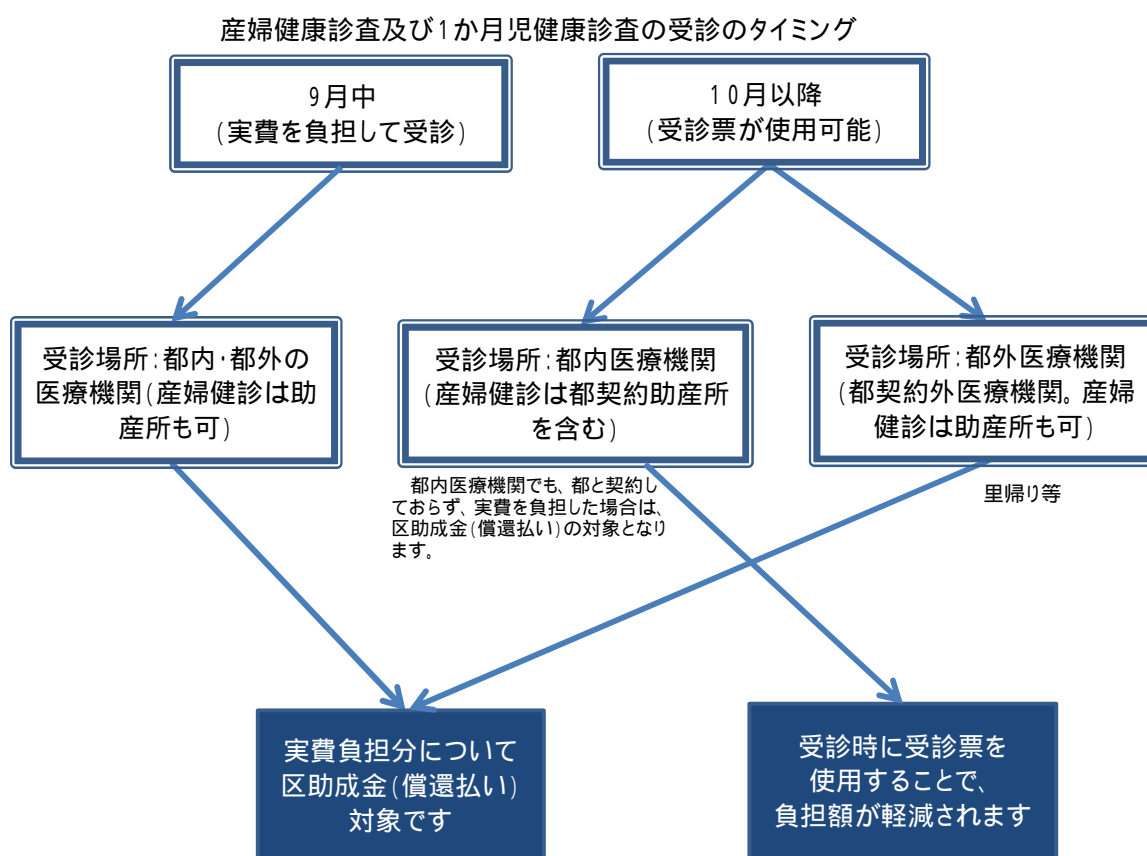 産婦健康診査及び1か月児健康診査の受診のタイミング
9月中
(実費を負担して受診)
10月以降
(受診票が使用可能)
受診場所:都内・都外の
医療機関(産婦健診は助
産所も可)
受診場所:都内医療機関
(産婦健診は都契約助産所
を含む)
受診場所:都外医療機関
(都契約外医療機関。産婦
健診は助産所も可)
都内医療機関でも、都と契約し
ておらず、実費を負担した場合は、
区助成金(償還払い)の対象となり
ます。
里帰り等
実費負担分について
区助成金(償還払い)
対象です
受診時に受診票を
使用することで、
負担額が軽減されます